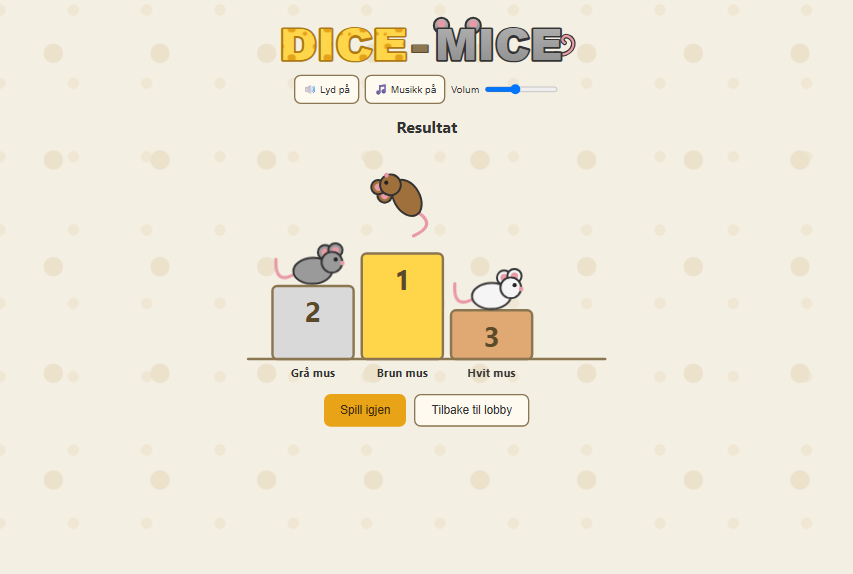 DICE-MICE
Lyd på Musikk på Volum
Resultat
1
2
3
Grå mus Brun mus Hvit mus
Spill igjen Tilbake til lobby